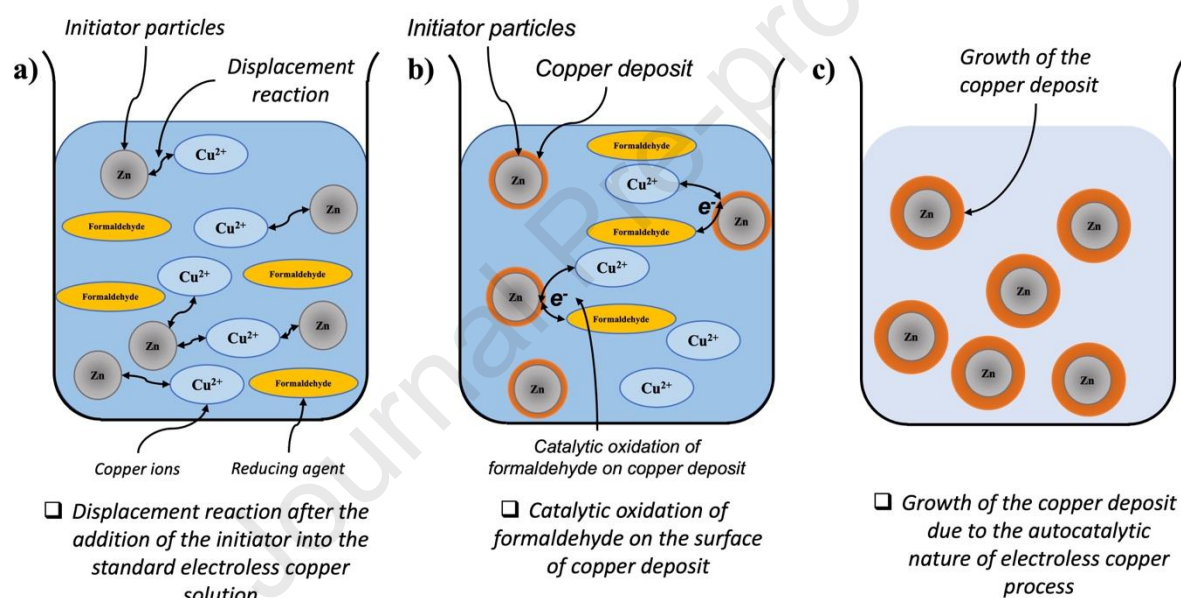 a)
Initiator particles
Displacement
reaction
Zn
Cu²⁺
Zn
Formaldehyde
Cu²⁺
Cu²⁺
Formaldehyde
Formaldehyde
Zn
Cu²⁺
Zn
Zn
Cu²⁺
Formaldehyde
Copper ions
Reducing agent
❑ Displacement reaction after the
addition of the initiator into the
standard electroless copper
solution
b)
Initiator particles
Copper deposit
Formaldehyde
Zn
Cu²⁺
e⁻
Zn
Formaldehyde
Cu²⁺
Zn
e⁻
Formaldehyde
Cu²⁺
Zn
Cu²⁺
Catalytic oxidation of
formaldehyde on copper deposit
❑ Catalytic oxidation of
formaldehyde on the surface
of copper deposit
c)
Growth of the
copper deposit
Zn
Zn
Zn
Zn
Zn
Zn
❑ Growth of the copper deposit
due to the autocatalytic
nature of electroless copper
process
Journal Pre-pro